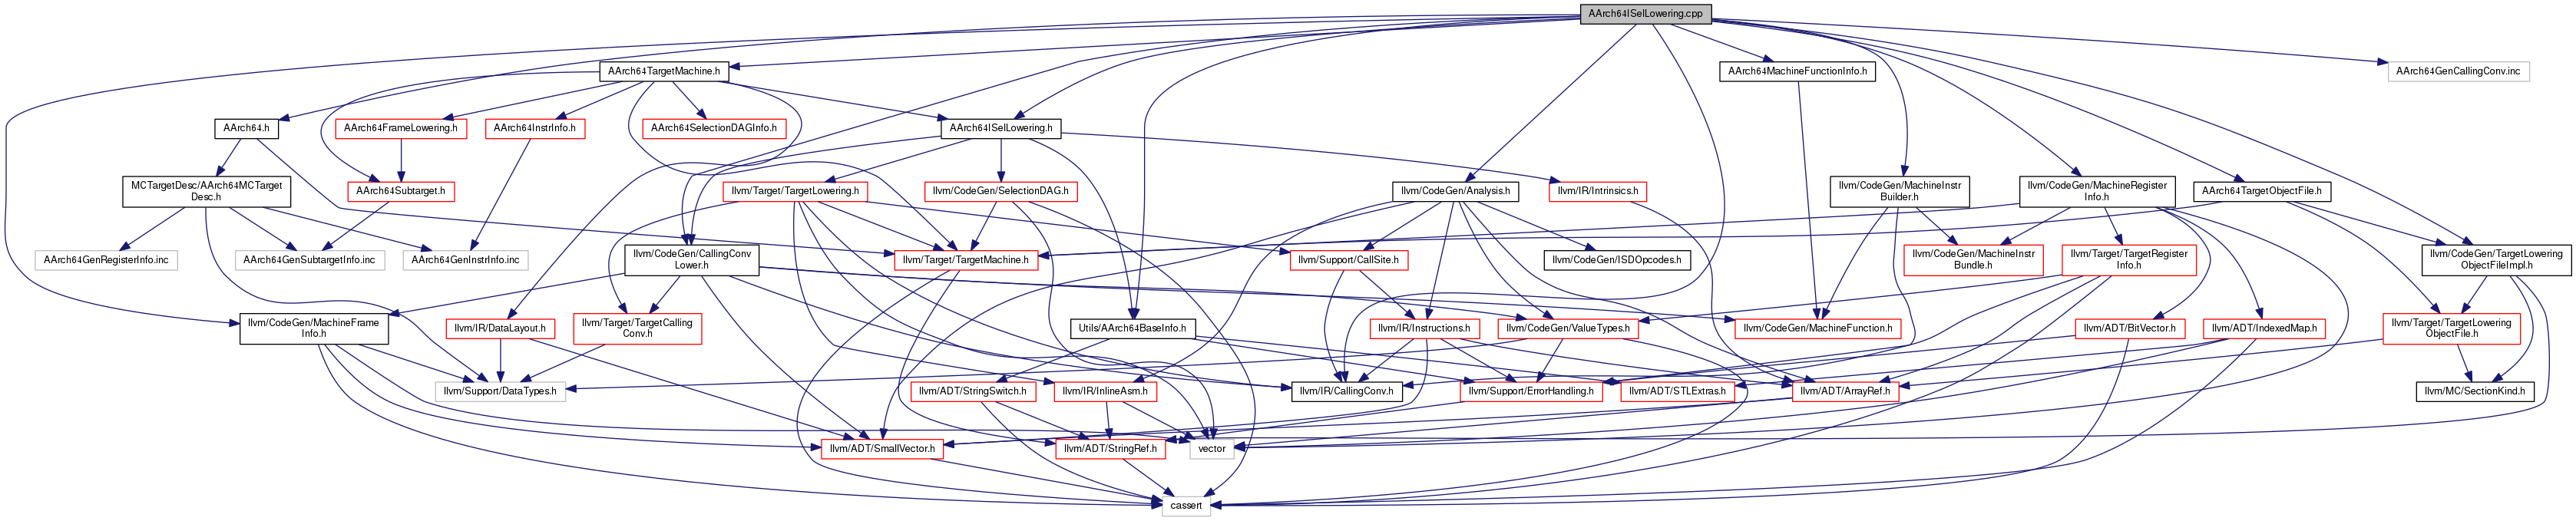 AArch64ISelLowering.cpp
AArch64TargetMachine.h
AArch64MachineFunctionInfo.h
AArch64GenCallingConv.inc
AArch64.h
AArch64FrameLowering.h
AArch64InstrInfo.h
AArch64SelectionDAGInfo.h
AArch64ISelLowering.h
MCTargetDesc/AArch64MCTarget
Desc.h
AArch64Subtarget.h
llvm/Target/TargetLowering.h
llvm/CodeGen/SelectionDAG.h
llvm/CodeGen/Analysis.h
llvm/IR/Intrinsics.h
llvm/CodeGen/MachineInstr
Builder.h
llvm/CodeGen/MachineRegister
Info.h
AArch64TargetObjectFile.h
AArch64GenRegisterInfo.inc
AArch64GenSubtargetInfo.inc
AArch64GenInstrInfo.inc
llvm/CodeGen/CallingConv
Lower.h
llvm/Target/TargetMachine.h
llvm/Support/CallSite.h
llvm/CodeGen/ISDOpcodes.h
llvm/CodeGen/MachineInstr
Bundle.h
llvm/Target/TargetRegister
Info.h
llvm/CodeGen/TargetLowering
ObjectFileImpl.h
llvm/CodeGen/MachineFrame
Info.h
llvm/IR/DataLayout.h
llvm/Target/TargetCalling
Conv.h
Utils/AArch64BaseInfo.h
llvm/IR/Instructions.h
llvm/CodeGen/ValueTypes.h
llvm/CodeGen/MachineFunction.h
llvm/ADT/BitVector.h
llvm/ADT/IndexedMap.h
llvm/Target/TargetLowering
ObjectFile.h
llvm/Support/DataTypes.h
llvm/ADT/StringSwitch.h
llvm/IR/InlineAsm.h
llvm/IR/CallingConv.h
llvm/Support/ErrorHandling.h
llvm/ADT/STLExtras.h
llvm/ADT/ArrayRef.h
llvm/MC/SectionKind.h
llvm/ADT/SmallVector.h
llvm/ADT/StringRef.h
vector
cassert